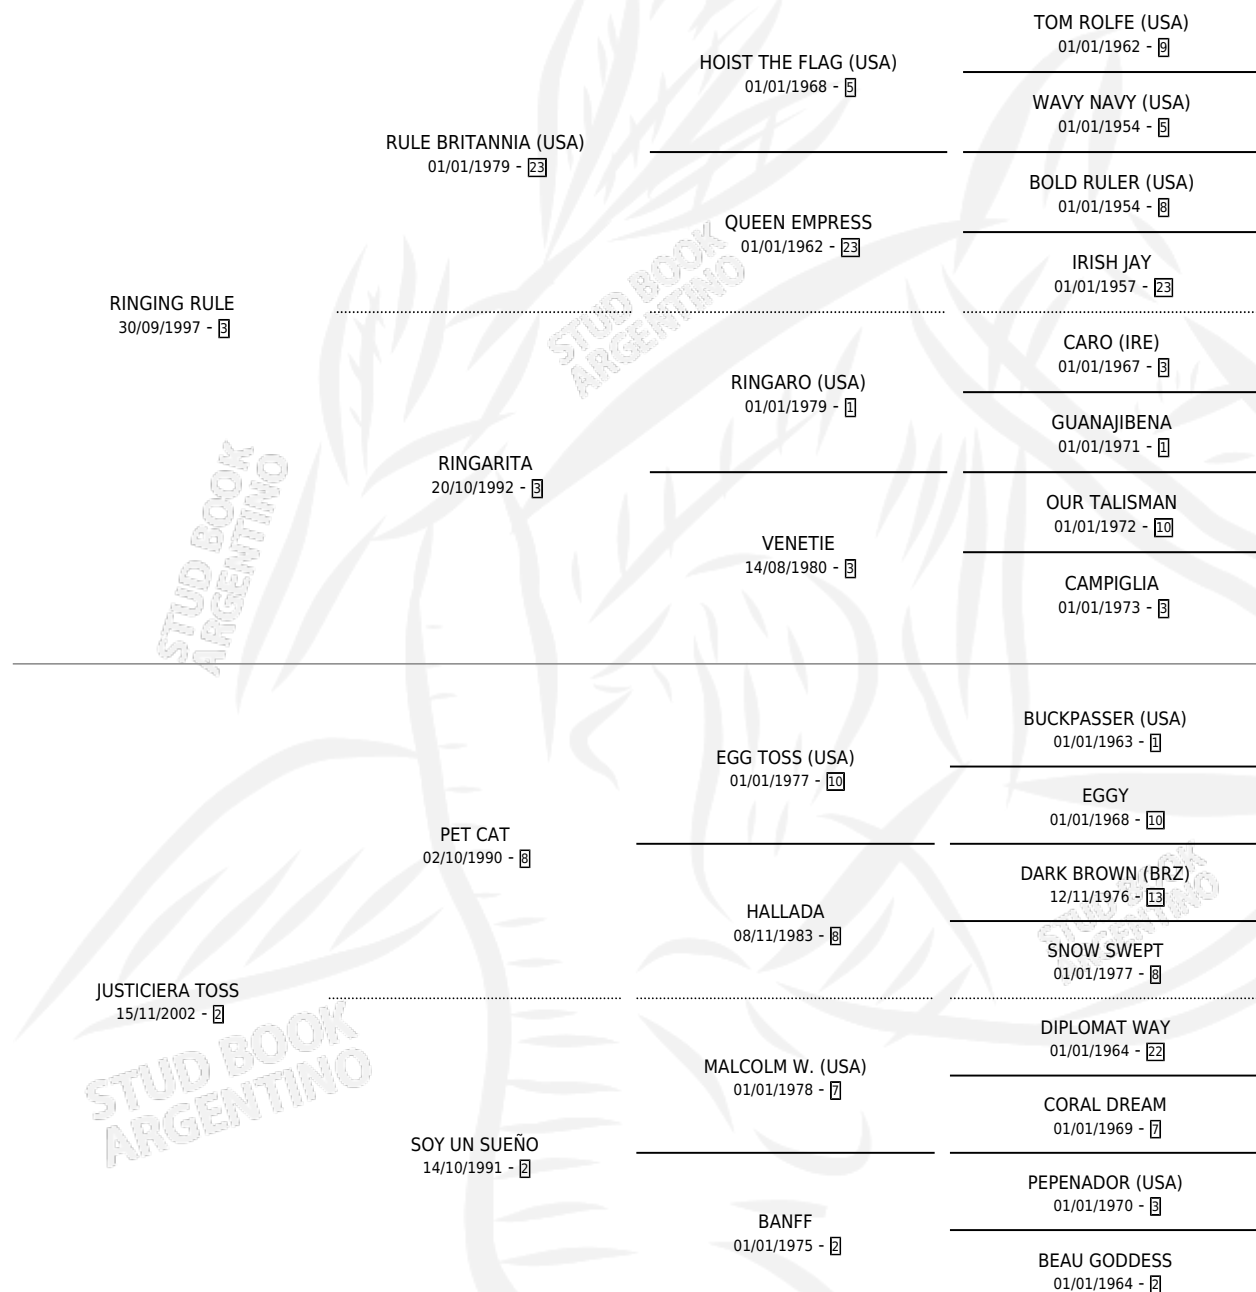 TOM ROLFE (USA)
01/01/1962 - 9
HOIST THE FLAG (USA)
01/01/1968 - 5
WAVY NAVY (USA)
01/01/1954 - 5
RULE BRITANNIA (USA)
01/01/1979 - 23
BOLD RULER (USA)
01/01/1954 - 8
QUEEN EMPRESS
01/01/1962 - 23
IRISH JAY
01/01/1957 - 23
RINGING RULE
30/09/1997 - 3
CARO (IRE)
01/01/1967 - 3
RINGARO (USA)
01/01/1979 - 1
GUANAJIBENA
01/01/1971 - 1
RINGARITA
20/10/1992 - 3
OUR TALISMAN
01/01/1972 - 10
VENETIE
14/08/1980 - 3
CAMPIGLIA
01/01/1973 - 3
BUCKPASSER (USA)
01/01/1963 - 1
EGG TOSS (USA)
01/01/1977 - 10
EGGY
01/01/1968 - 10
PET CAT
02/10/1990 - 8
DARK BROWN (BRZ)
12/11/1976 - 13
HALLADA
08/11/1983 - 8
SNOW SWEPT
01/01/1977 - 8
JUSTICIERA TOSS
15/11/2002 - 2
DIPLOMAT WAY
01/01/1964 - 22
MALCOLM W. (USA)
01/01/1978 - 7
CORAL DREAM
01/01/1969 - 7
SOY UN SUEÑO
14/10/1991 - 2
PEPENADOR (USA)
01/01/1970 - 3
BANFF
01/01/1975 - 2
BEAU GODDESS
01/01/1964 - 2
STUD BOOK
ARGENTINO
STUD BOOK
ARGENTINO
STUD BOOK
ARGENTINO
STUD BOOK
ARGENTINO